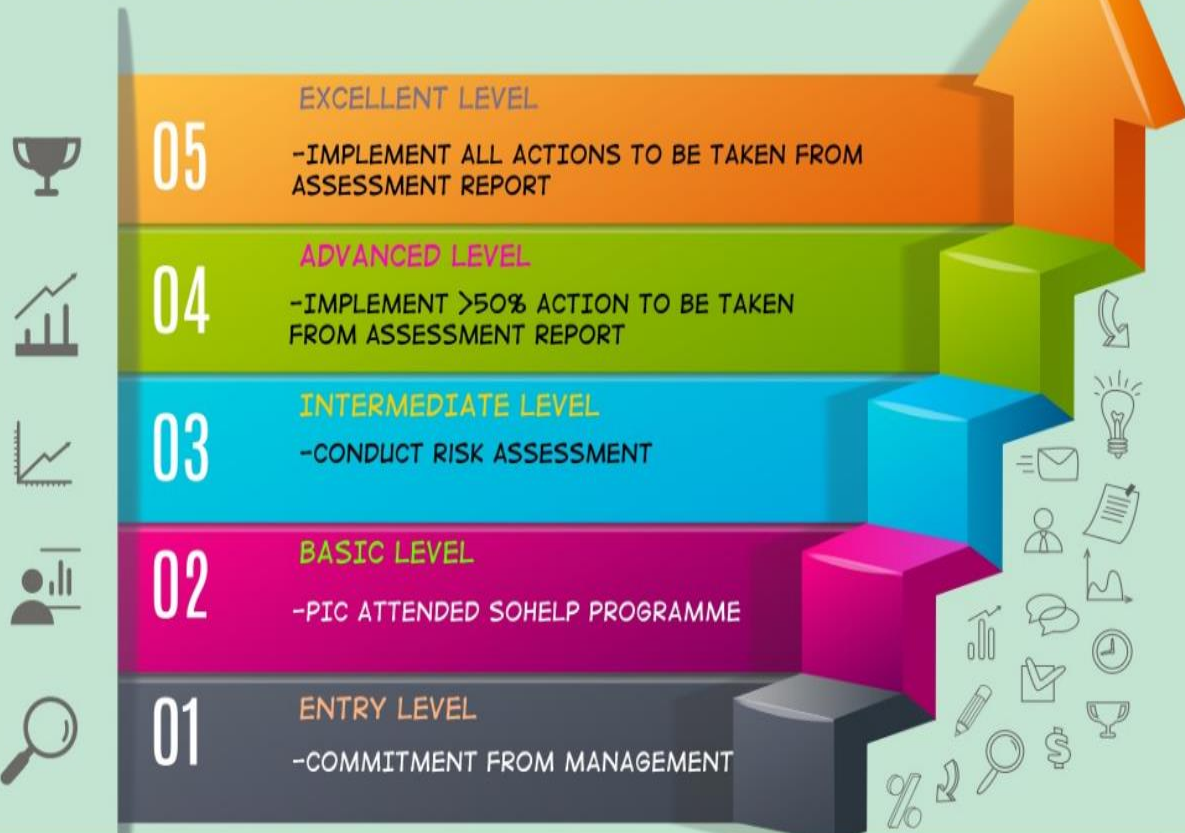 05
EXCELLENT LEVEL
-IMPLEMENT ALL ACTIONS TO BE TAKEN FROM
ASSESSMENT REPORT
04
ADVANCED LEVEL
-IMPLEMENT >50% ACTION TO BE TAKEN
FROM ASSESSMENT REPORT
03
INTERMEDIATE LEVEL
-CONDUCT RISK ASSESSMENT
02
BASIC LEVEL
-PIC ATTENDED SOHELP PROGRAMME
01
ENTRY LEVEL
-COMMITMENT FROM MANAGEMENT
$
%